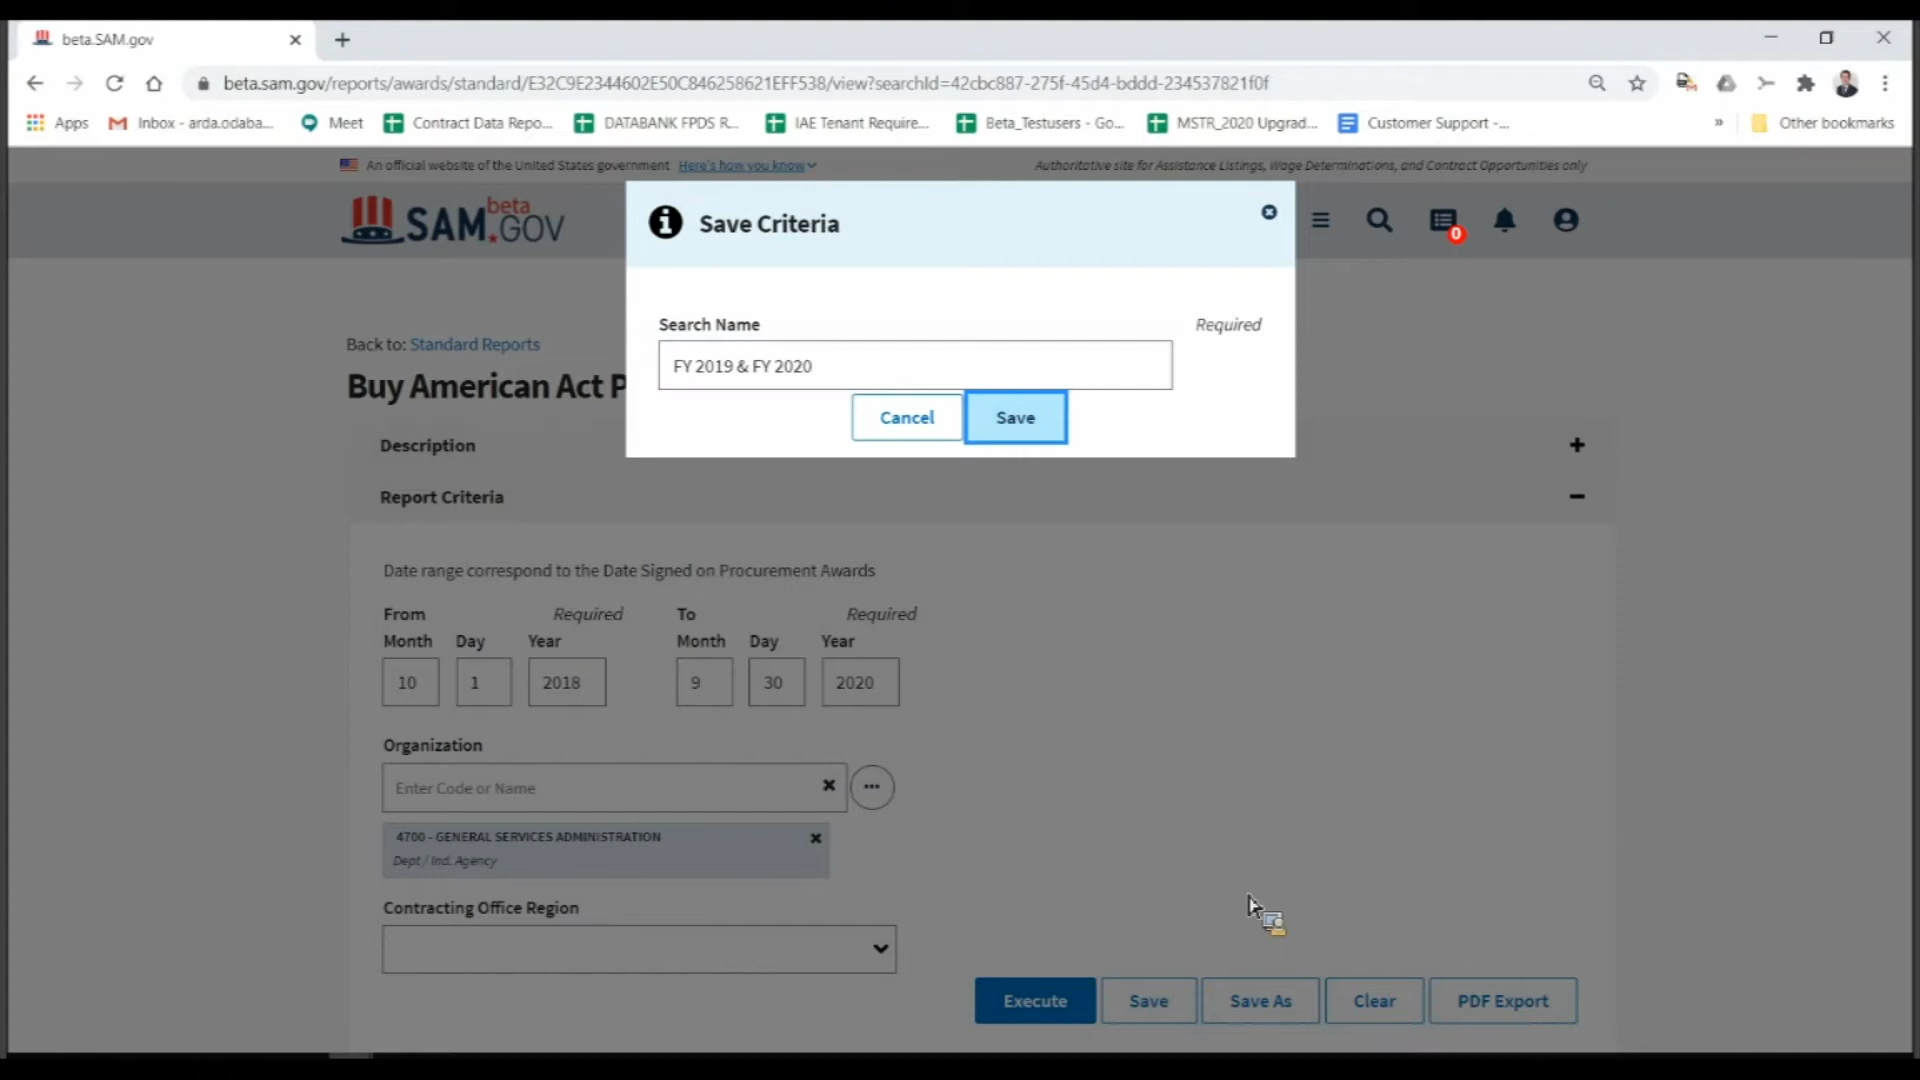 beta.SAM.gov
beta.sam.gov/reports/awards/standard/E32C9E2344602E50C846258621EFF538/view?searchId=42cbc887-275f-45d4-bddd-234537821f0f
Apps Inbox - arda.odaba... Meet Contract Data Repo... DATABANK FPDS R... IAE Tenant Require... Beta_Testusers - Go... MSTR_2020 Upgrad... Customer Support -... » Other bookmarks
An official website of the United States government Here's how you know Authoritative site for Assistance Listings, Wage Determinations, and Contract Opportunities only
SAM.GOV beta
0
Save Criteria
Search Name Required
FY 2019 & FY 2020
Cancel Save
Back to: Standard Reports
Buy American Act P
Description
Report Criteria
Date range correspond to the Date Signed on Procurement Awards
From Required To Required
Month Day Year Month Day Year
10 1 2018 9 30 2020
Organization
Enter Code or Name
4700 - GENERAL SERVICES ADMINISTRATION
Dept / Ind. Agency
Contracting Office Region
Execute Save Save As Clear PDF Export